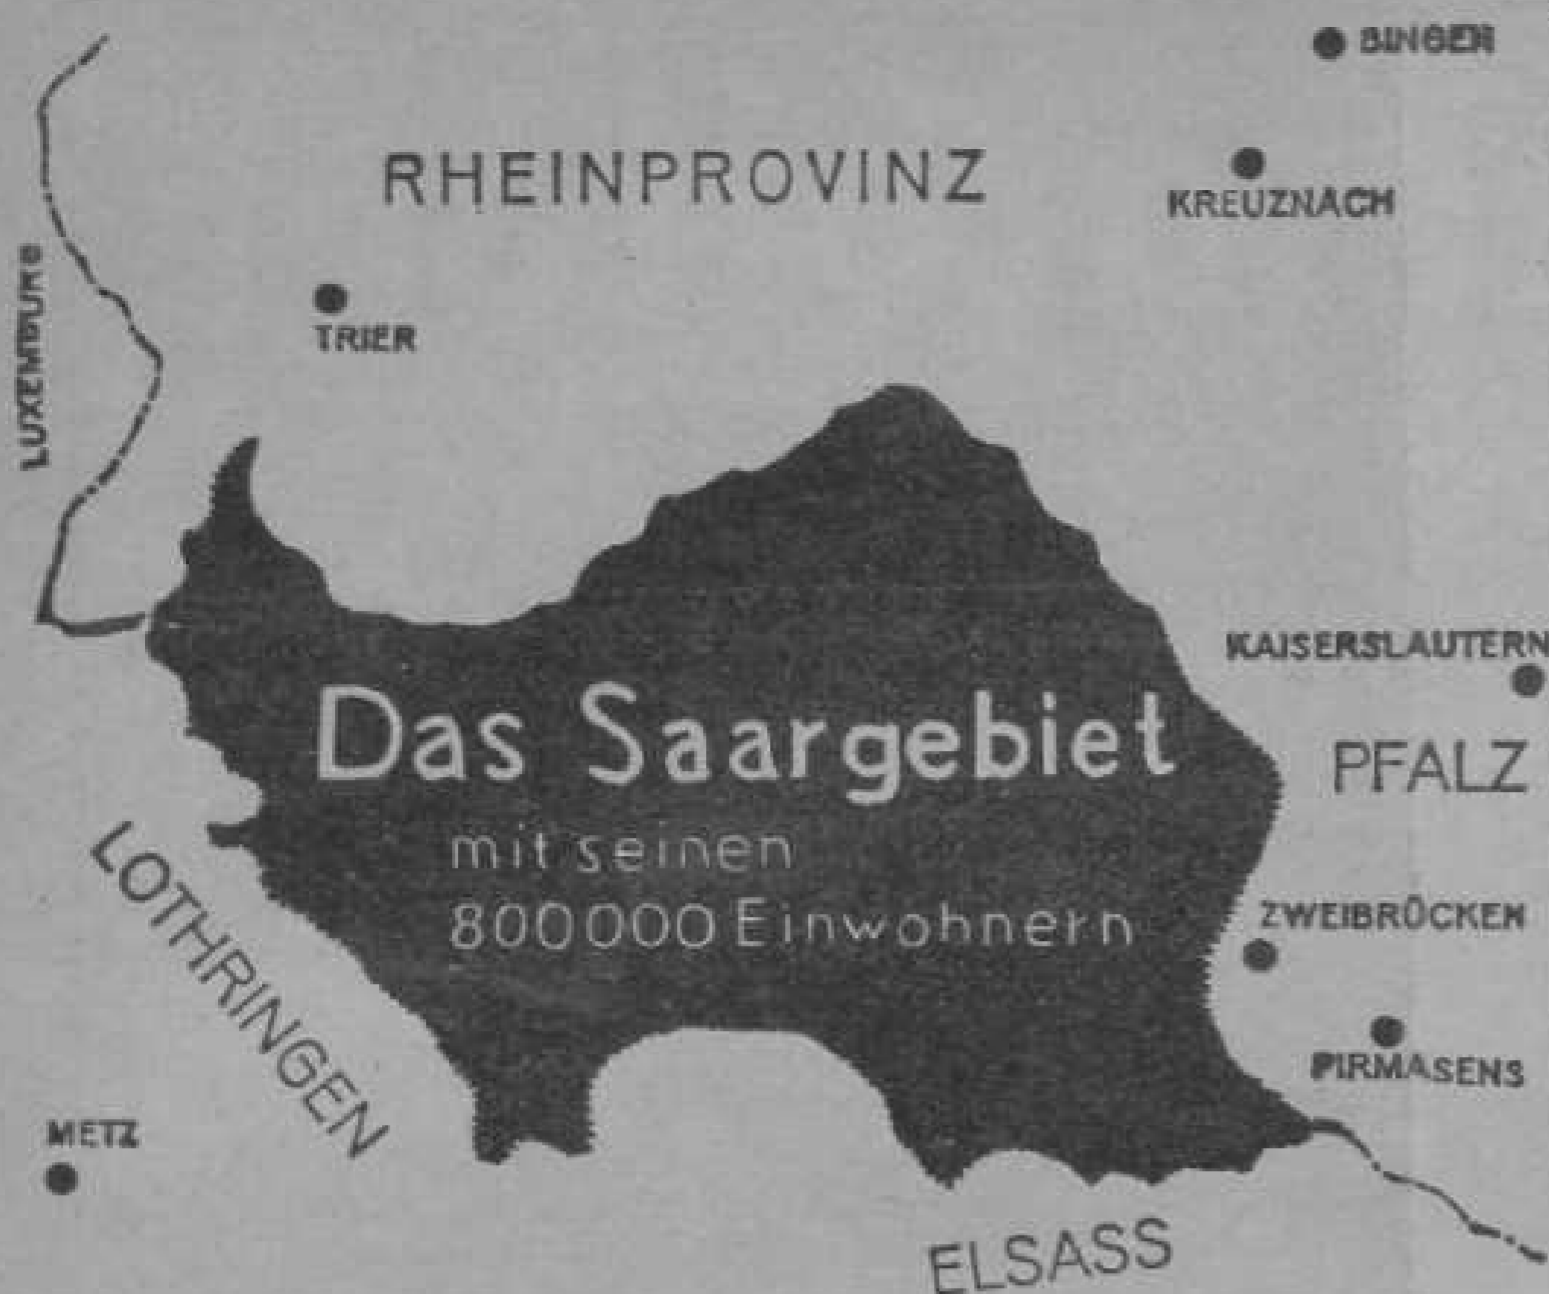 BINGEN
RHEINPROVINZ
KREUZNACH
LUXEMBURG
TRIER
KAISERSLAUTERN
Das Saargebiet
PFALZ
mit seinen
800000 Einwohnern
LOTHRINGEN
ZWEIBRÜCKEN
PIRMASENS
METZ
ELSASS